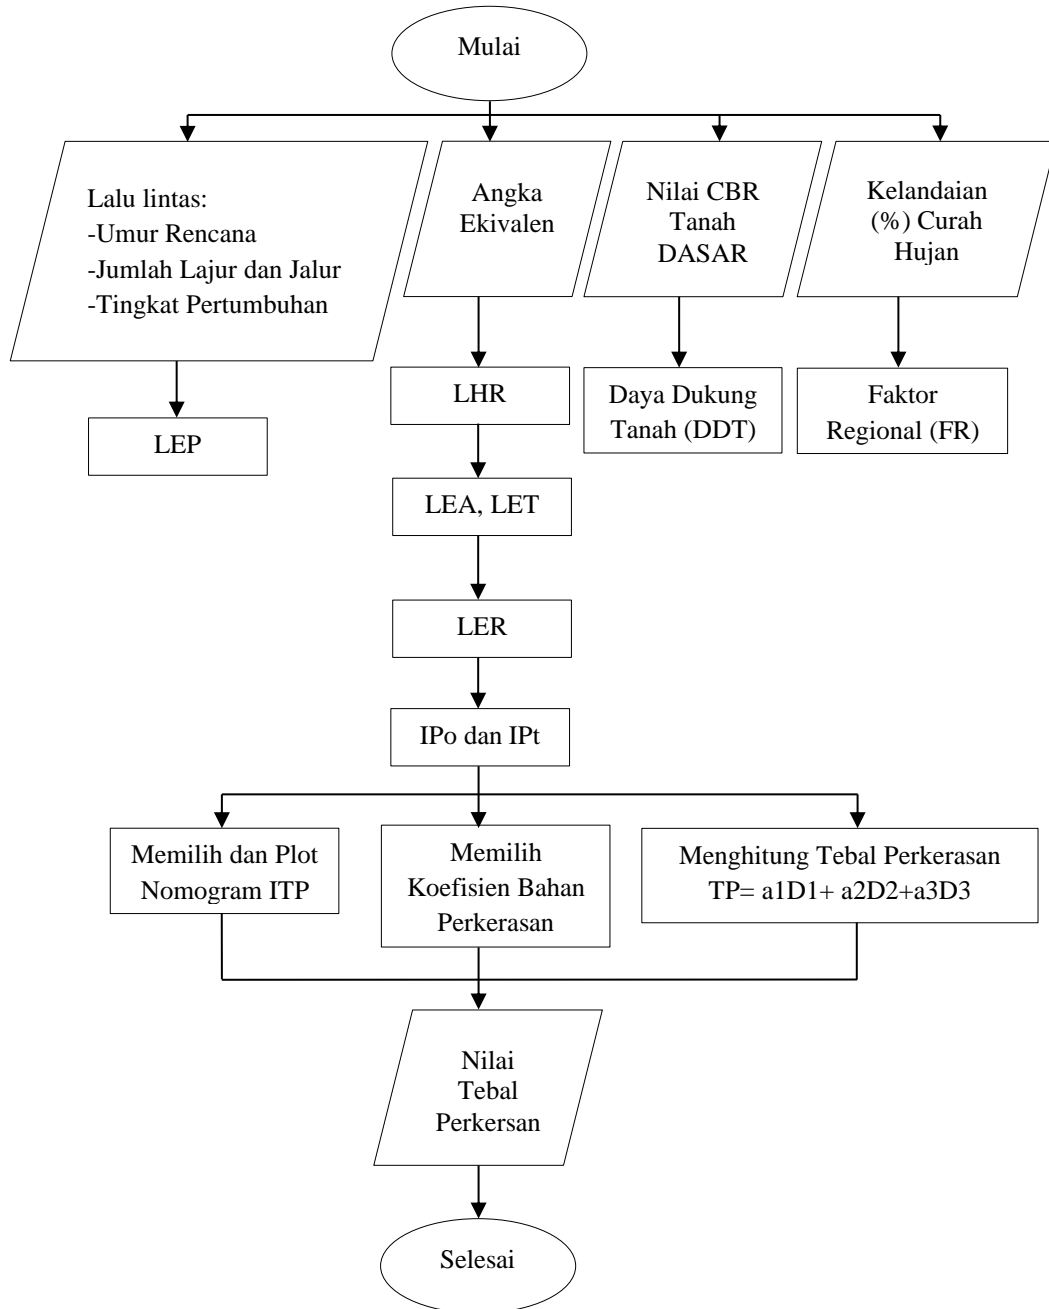 Mulai
Lalu lintas:
-Umur Rencana
-Jumlah Lajur dan Jalur
-Tingkat Pertumbuhan
Angka
Ekivalen
Nilai CBR
Tanah
DASAR
Kelandaian
(%) Curah
Hujan
LEP
LHR
Daya Dukung
Tanah (DDT)
Faktor
Regional (FR)
LEA, LET
LER
IPo dan IPt
Memilih dan Plot
Nomogram ITP
Memilih
Koefisien Bahan
Perkerasan
Menghitung Tebal Perkerasan
TP= a1D1+ a2D2+a3D3
Nilai
Tebal
Perkersan
Selesai